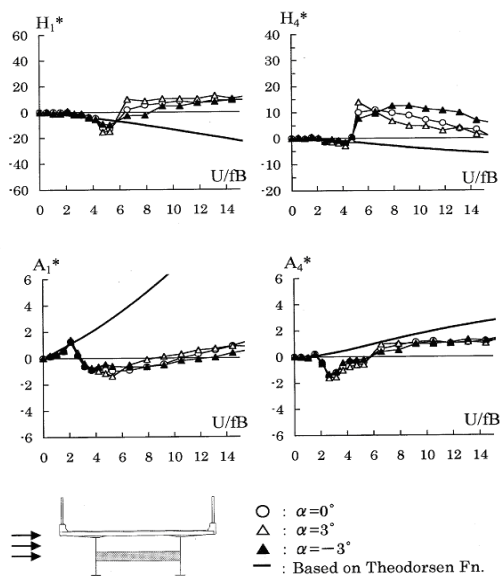 H₁*
60
40
20
0
20
40
60
0 2 4 6 8 10 12 14
U/fB
H₄*
20
10
0
10
20
0 2 4 6 8 10 12 14
U/fB
A₁*
6
4
2
0
-2
-4
-6
0 2 4 6 8 10 12 14
U/fB
A₄*
6
4
2
0
-2
-4
-6
0 2 4 6 8 10 12 14
U/fB
○ : α=0°
△ : α=3°
▲ : α=−3°
— : Based on Theodorsen Fn.